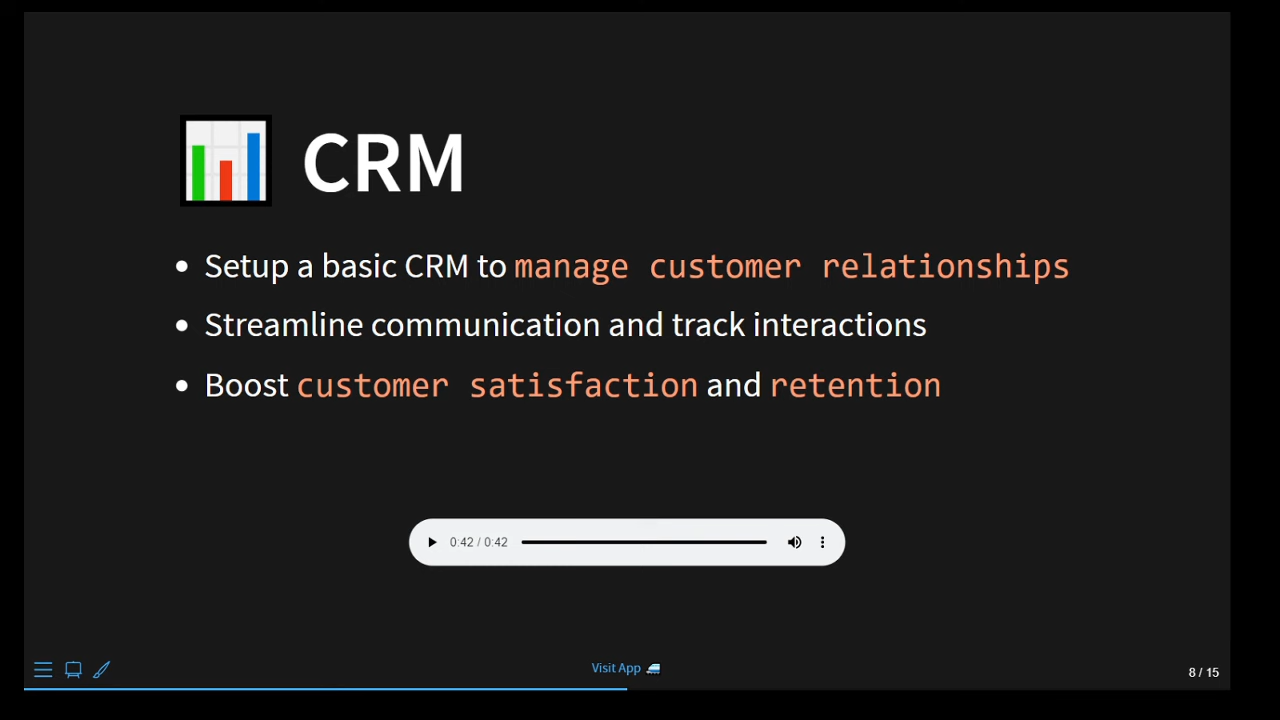 CRM
Setup a basic CRM to manage customer relationships
Streamline communication and track interactions
Boost customer satisfaction and retention
0:42 / 0:42
Visit App
8 / 15